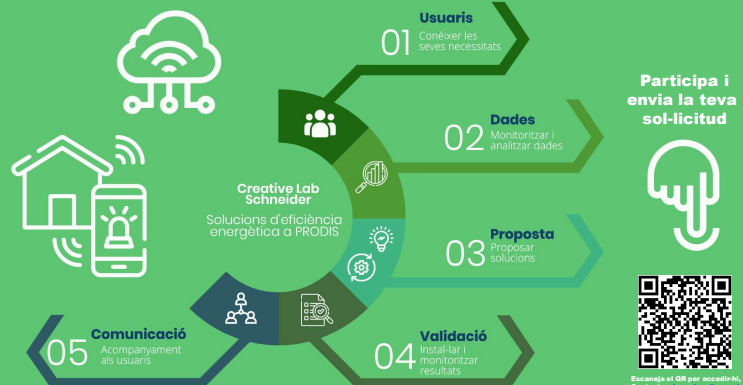 01
Usuaris
Conèixer les
seves necessitats
02
Dades
Monitoritzar i
analitzar dades
03
Proposta
Proposar
solucions
04
Validació
Instal-lar i
monitoritzar
resultats
05
Comunicació
Acompanyament
als usuaris
Creative Lab
Schneider
Solucions d'eficiència
energètica a PRODIS
Participa i
envia la teva
sol-licitud
Escaneja el QR per accedir-hi,